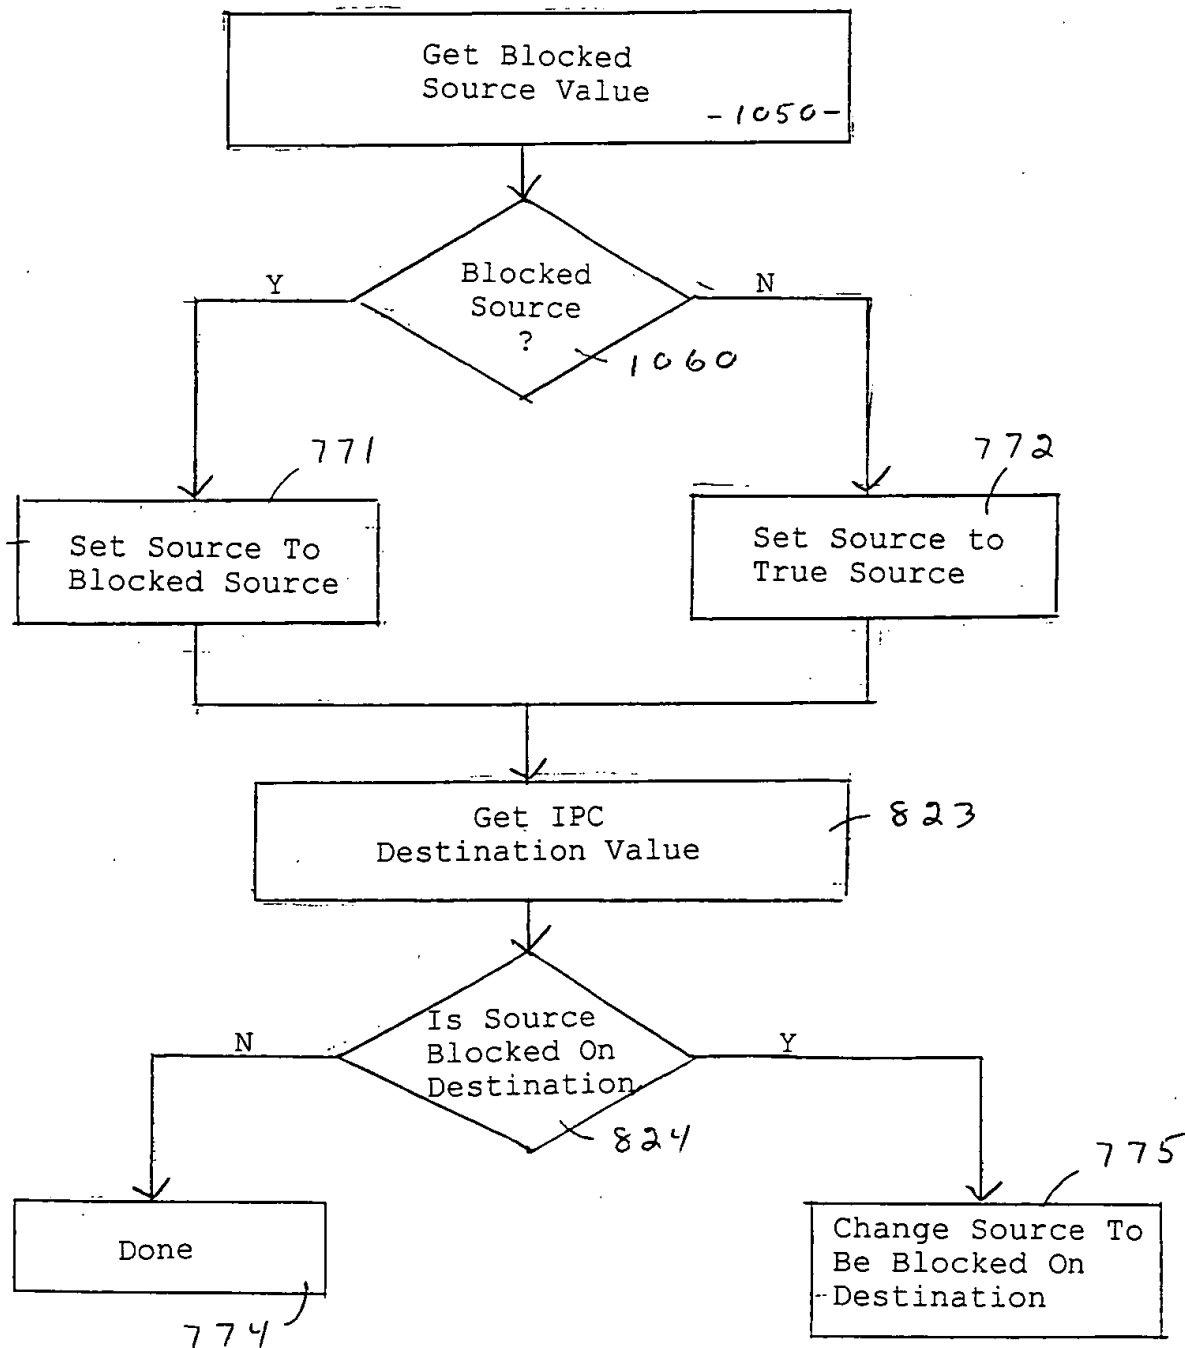 Get Blocked
Source Value
-1050-
Blocked
Source
?
Y
N
1060
771
772
Set Source To
Blocked Source
Set Source to
True Source
Get IPC
Destination Value
823
Is Source
Blocked On
Destination
N
Y
824
775
Done
774
Change Source To
Be Blocked On
Destination